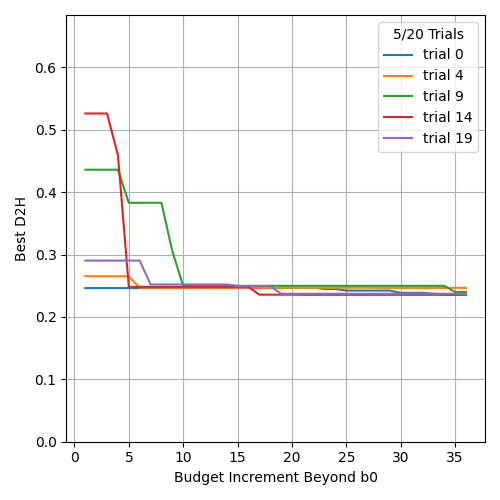 5/20 Trials
trial 0
trial 4
trial 9
trial 14
trial 19
Best D2H
0.6
0.5
0.4
0.3
0.2
0.1
0.0
0 5 10 15 20 25 30 35
Budget Increment Beyond b0